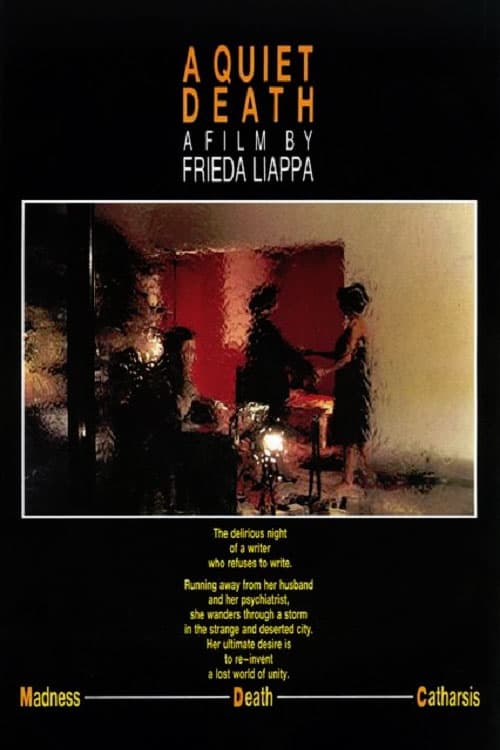 A QUIET
DEATH
A FILM BY
FRIEDA LIAPPA
The delirious night
of a writer
who refuses to write.
Running away from her husband
and her psychiatrist,
she wanders through a storm
in the strange and deserted city.
Her ultimate desire is
to re-invent
a lost world of unity.
Madness Death Catharsis